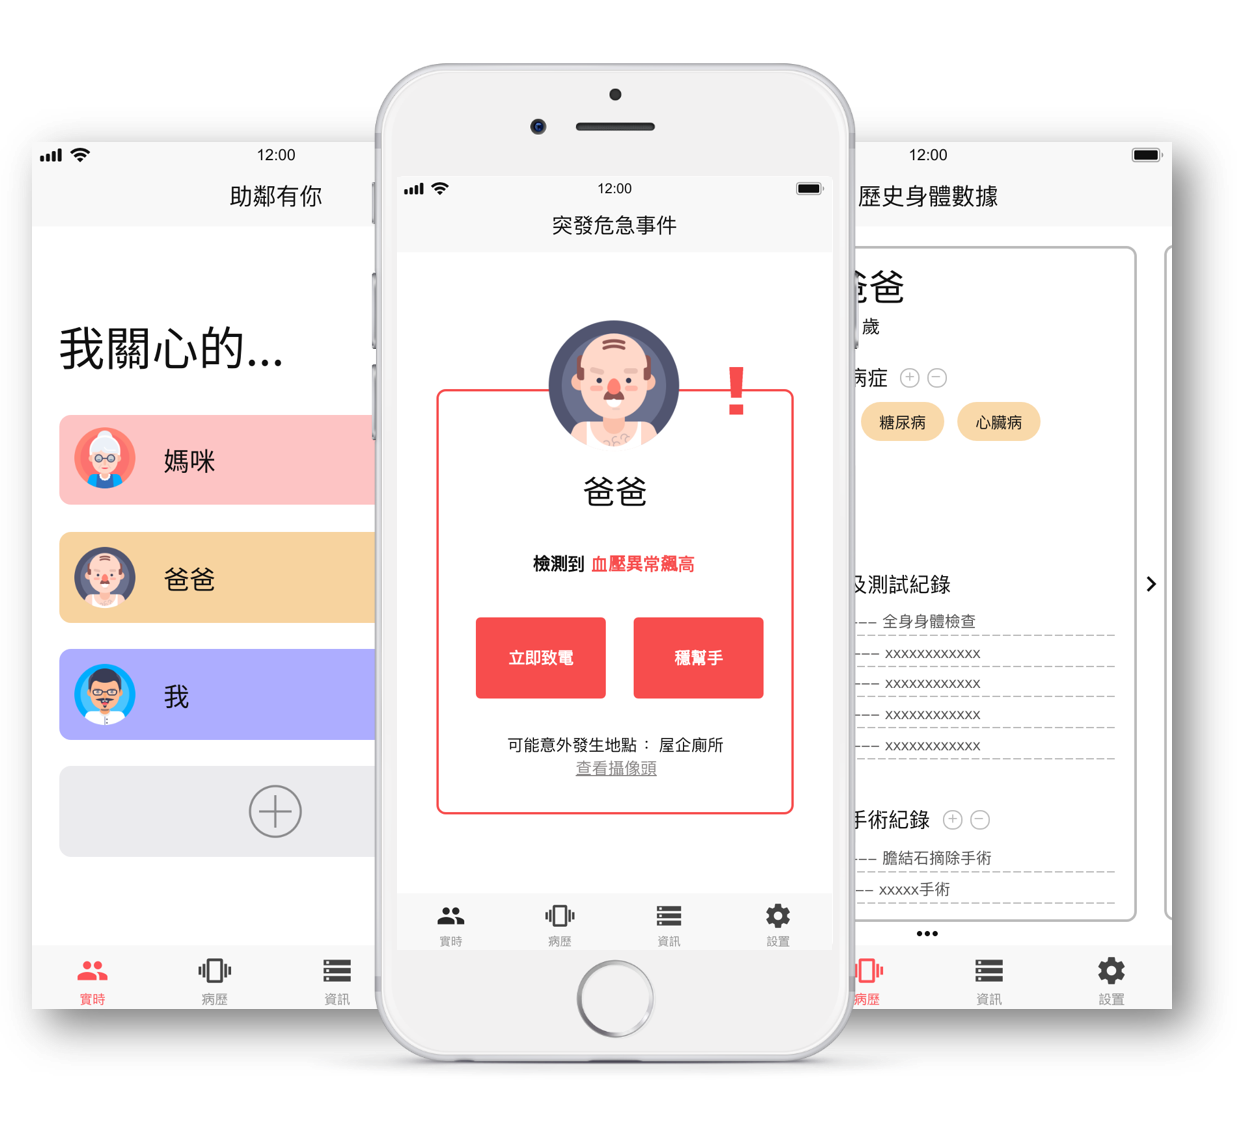 12:00
助鄰有你
我關心的...
媽咪
爸爸
我
實時
病歷
資訊
12:00
突發危急事件
!
爸爸
檢測到 血壓異常飆高
立即致電
穩幫手
可能意外發生地點： 屋企廁所
查看攝像頭
實時
病歷
資訊
設置
12:00
歷史身體數據
爸爸
歲
病症
糖尿病
心臟病
及測試紀錄
--- 全身身體檢查
--- xxxxxxxxxxxx
--- xxxxxxxxxxxx
--- xxxxxxxxxxxx
--- xxxxxxxxxxxx
手術紀錄
--- 膽結石摘除手術
-- xxxxx手術
病歷
資訊
設置